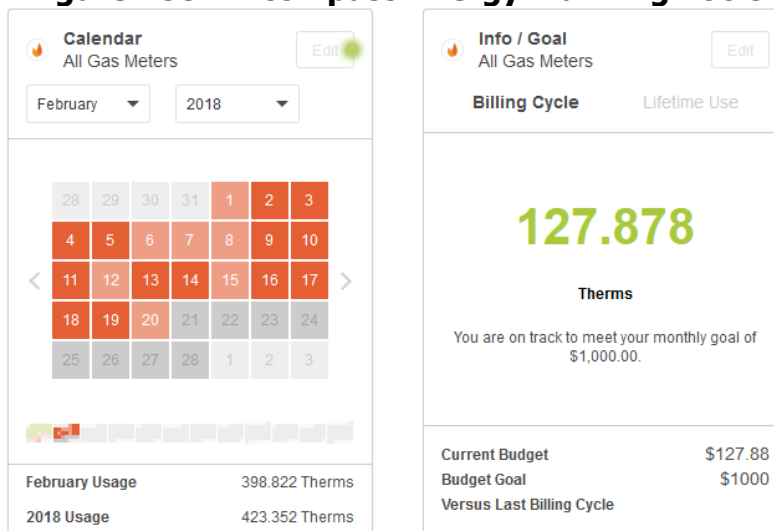 Calendar
All Gas Meters
Edit
February
2018
28 29 30 31 1 2 3
4 5 6 7 8 9 10
< 11 12 13 14 15 16 17 >
18 19 20 21 22 23 24
25 26 27 28 1 2 3
February Usage 398.822 Therms
2018 Usage 423.352 Therms
Info / Goal
All Gas Meters
Edit
Billing Cycle Lifetime Use
127.878
Therms
You are on track to meet your monthly goal of
$1,000.00.
Current Budget $127.88
Budget Goal $1000
Versus Last Billing Cycle